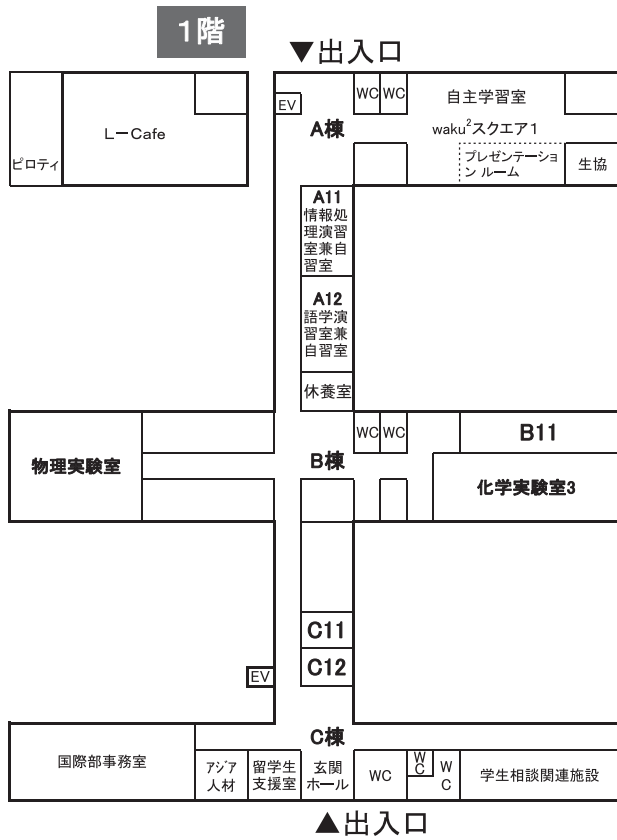 1階
▼出入口
EV
WC
WC
自主学習室
L－Cafe
A棟
waku²スクエア1
ピロティ
プレゼンテーショ
ン ルーム
生協
A11
情報処
理演習
室兼自
習室
A12
語学演
習室兼
自習室
休養室
WC
WC
B11
物理実験室
B棟
化学実験室3
C11
C12
EV
C棟
国際部事務室
アジア
人材
留学生
支援室
玄関
ホール
WC
W
C
W
C
学生相談関連施設
▲出入口